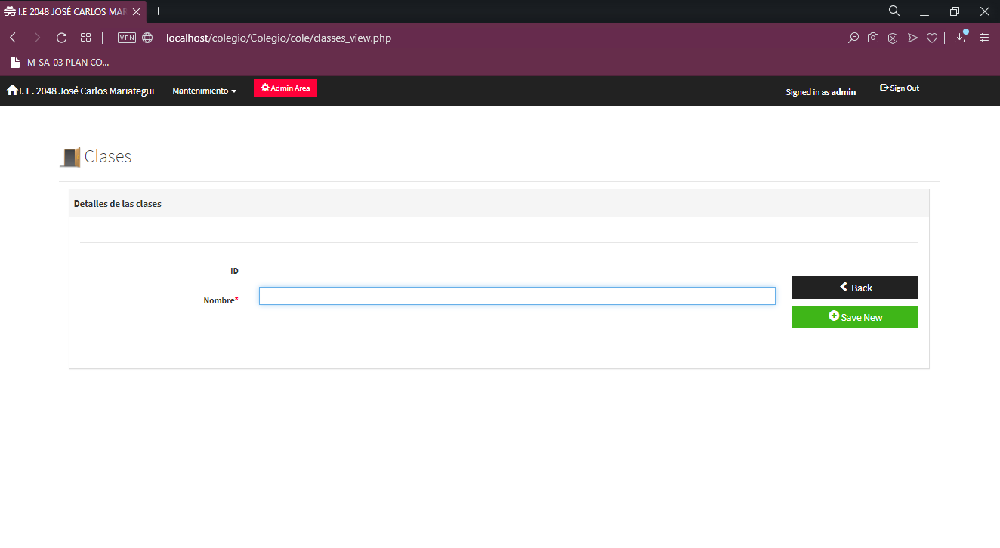 I.E 2048 JOSÉ CARLOS MAR
VPN
localhost/colegio/Colegio/cole/classes_view.php
M-SA-03 PLAN CO...
I. E. 2048 José Carlos Mariategui
Mantenimiento
Admin Area
Signed in as admin
Sign Out
Clases
Detalles de las clases
ID
Nombre*
Back
Save New